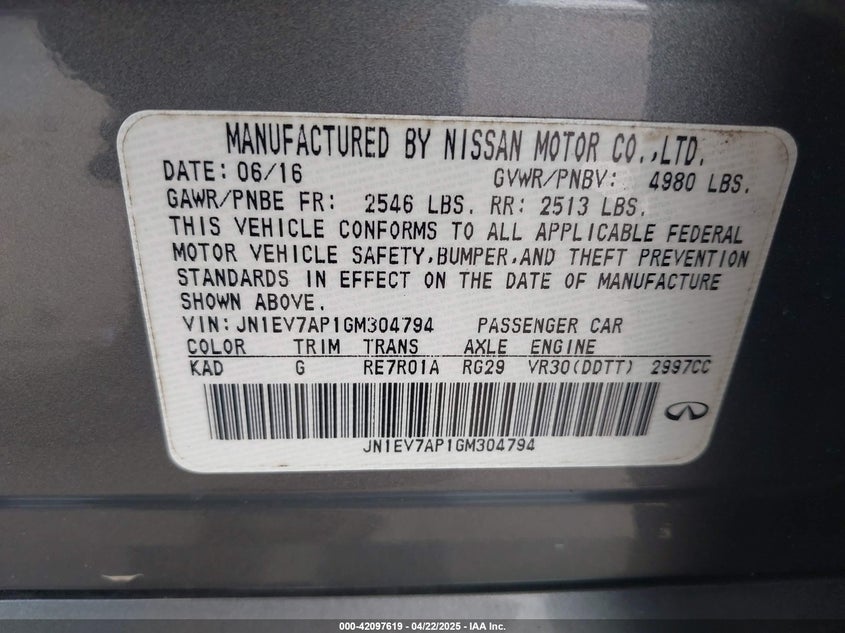 MANUFACTURED BY NISSAN MOTOR CO.,LTD.
DATE: 06/16 GVWR/PNBV: 4980 LBS.
GAWR/PNBE FR: 2546 LBS. RR: 2513 LBS.
THIS VEHICLE CONFORMS TO ALL APPLICABLE FEDERAL
MOTOR VEHICLE SAFETY,BUMPER,AND THEFT PREVENTION
STANDARDS IN EFFECT ON THE DATE OF MANUFACTURE
SHOWN ABOVE.
VIN: JN1EV7AP1GM304794 PASSENGER CAR
COLOR TRIM TRANS AXLE ENGINE
KAD G RE7R01A RG29 VR30(DDTT) 2997CC
JN1EV7AP1GM304794
000-42097619 - 04/22/2025 - IAA Inc.